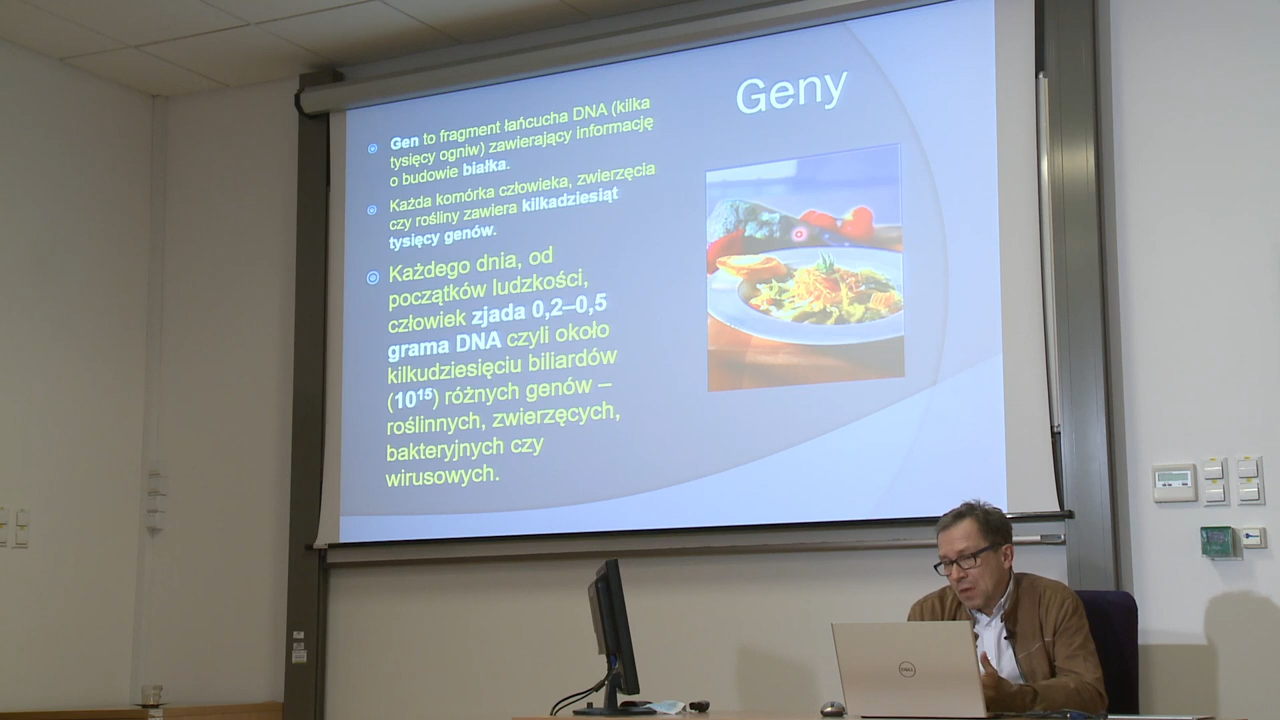 Geny
Gen to fragment łańcucha DNA (kilka
tysięcy ogniw) zawierający informację
o budowie białka.
Każda komórka człowieka, zwierzęcia
czy rośliny zawiera kilkadziesiąt
tysięcy genów.
Każdego dnia, od
początków ludzkości,
człowiek zjada 0,2–0,5
grama DNA czyli około
kilkudziesięciu biliardów
(10¹⁵) różnych genów –
roślinnych, zwierzęcych,
bakteryjnych czy
wirusowych.
DELL